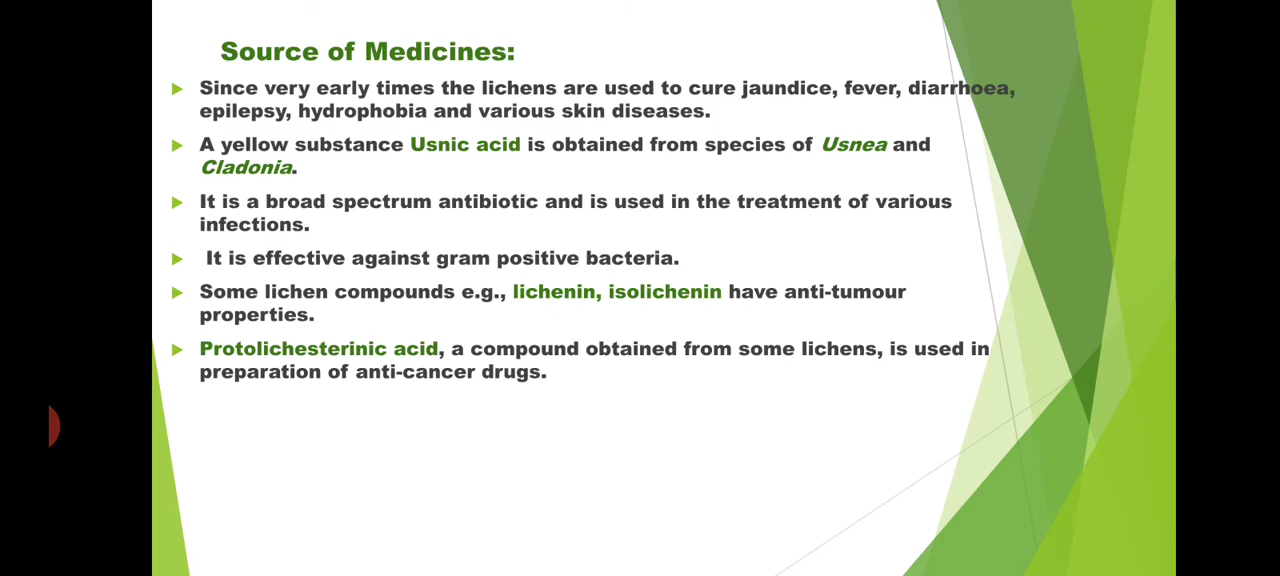 Source of Medicines:
Since very early times the lichens are used to cure jaundice, fever, diarrhoea,
epilepsy, hydrophobia and various skin diseases.
A yellow substance Usnic acid is obtained from species of Usnea and
Cladonia.
It is a broad spectrum antibiotic and is used in the treatment of various
infections.
It is effective against gram positive bacteria.
Some lichen compounds e.g., lichenin, isolichenin have anti-tumour
properties.
Protolichesterinic acid, a compound obtained from some lichens, is used in
preparation of anti-cancer drugs.